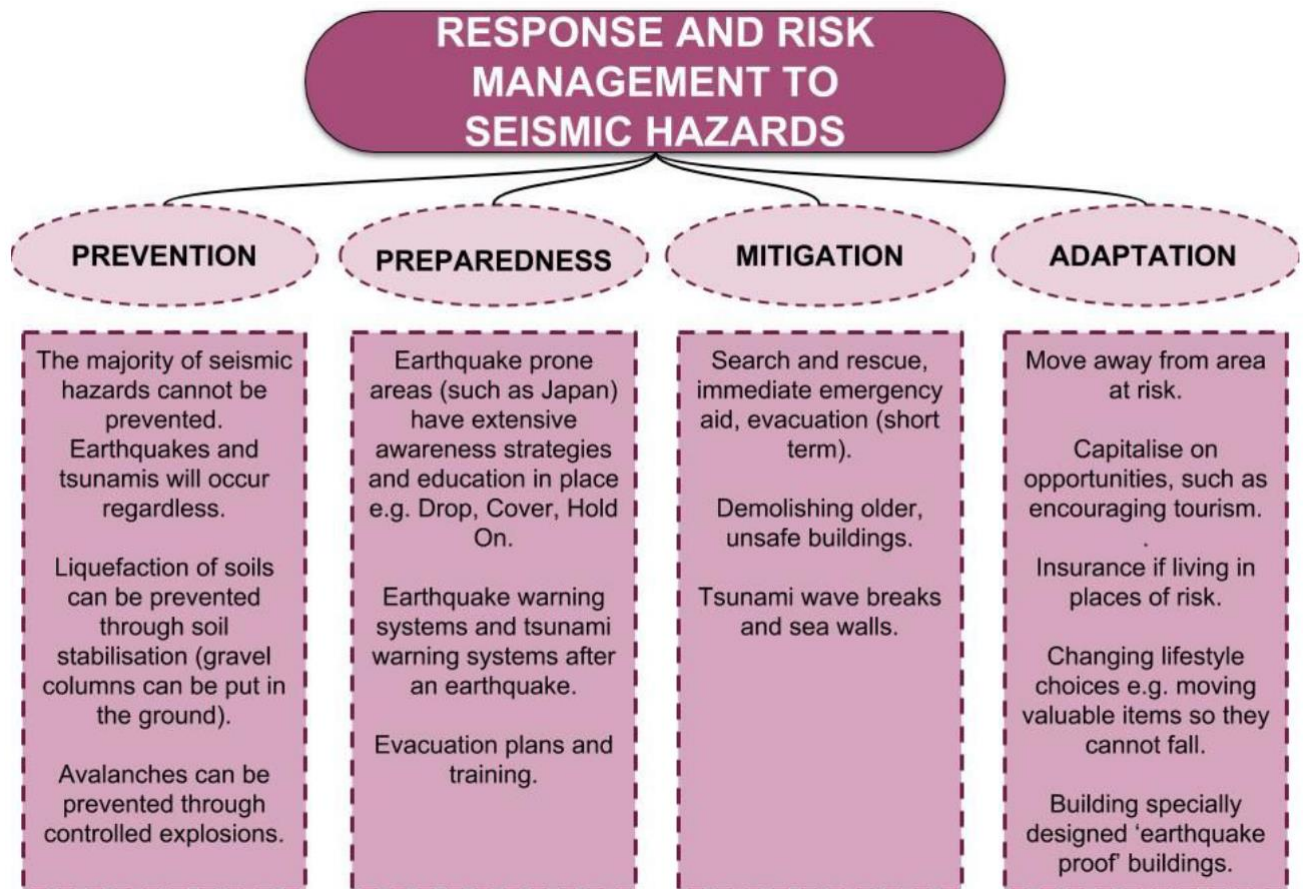 RESPONSE AND RISK
MANAGEMENT TO
SEISMIC HAZARDS
PREVENTION
The majority of seismic
hazards cannot be
prevented.
Earthquakes and
tsunamis will occur
regardless.
Liquefaction of soils
can be prevented
through soil
stabilisation (gravel
columns can be put in
the ground).
Avalanches can be
prevented through
controlled explosions.
PREPAREDNESS
Earthquake prone
areas (such as Japan)
have extensive
awareness strategies
and education in place
e.g. Drop, Cover, Hold
On.
Earthquake warning
systems and tsunami
warning systems after
an earthquake.
Evacuation plans and
training.
MITIGATION
Search and rescue,
immediate emergency
aid, evacuation (short
term).
Demolishing older,
unsafe buildings.
Tsunami wave breaks
and sea walls.
ADAPTATION
Move away from area
at risk.
Capitalise on
opportunities, such as
encouraging tourism.
.
Insurance if living in
places of risk.
Changing lifestyle
choices e.g. moving
valuable items so they
cannot fall.
Building specially
designed ‘earthquake
proof’ buildings.